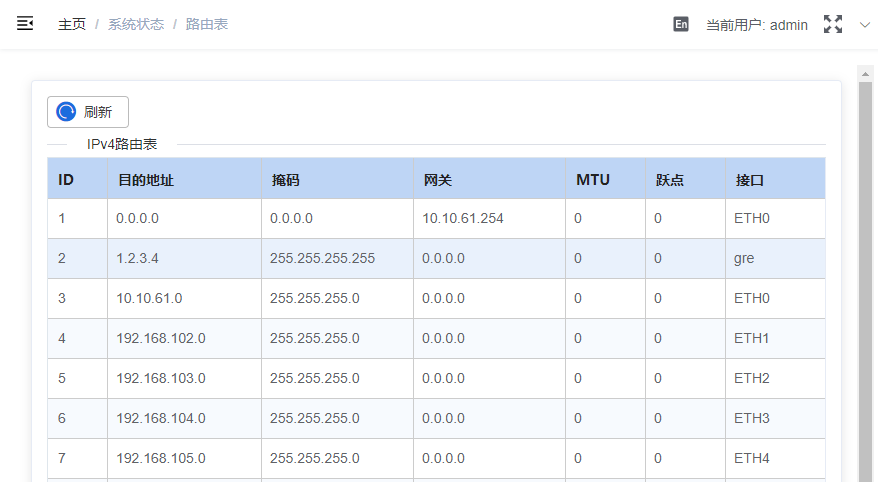 主页 / 系统状态 / 路由表 En 当前用户: admin
刷新
IPv4路由表
ID 目的地址 掩码 网关 MTU 跃点 接口
1 0.0.0.0 0.0.0.0 10.10.61.254 0 0 ETH0
2 1.2.3.4 255.255.255.255 0.0.0.0 0 0 gre
3 10.10.61.0 255.255.255.0 0.0.0.0 0 0 ETH0
4 192.168.102.0 255.255.255.0 0.0.0.0 0 0 ETH1
5 192.168.103.0 255.255.255.0 0.0.0.0 0 0 ETH2
6 192.168.104.0 255.255.255.0 0.0.0.0 0 0 ETH3
7 192.168.105.0 255.255.255.0 0.0.0.0 0 0 ETH4